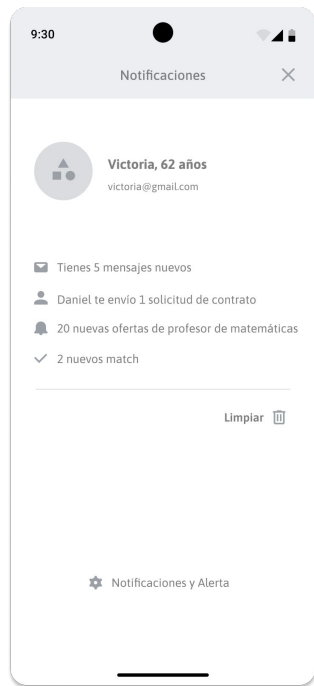 9:30
Notificaciones
Victoria, 62 años
victoria@gmail.com
Tienes 5 mensajes nuevos
Daniel te envío 1 solicitud de contrato
20 nuevas ofertas de profesor de matemáticas
2 nuevos match
Limpiar
Notificaciones y Alerta